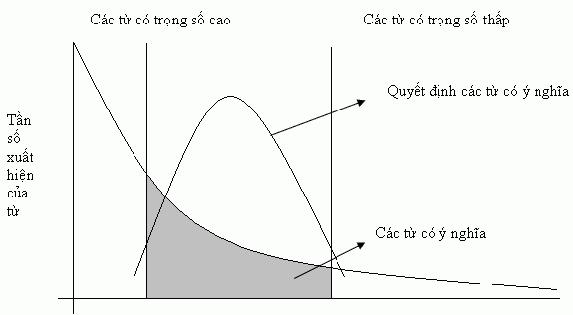 Các từ có trọng số cao
Các từ có trọng số thấp
Quyết định các từ có ý nghĩa
Tần
số
xuất
hiện
của
từ
Các từ có ý nghĩa